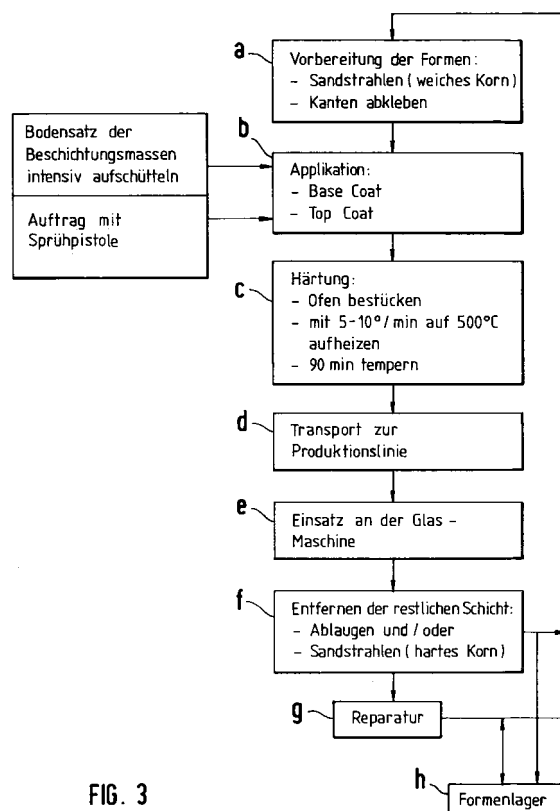 a
Vorbereitung der Formen:
- Sandstrahlen (weiches Korn)
- Kanten abkleben
Bodensatz der
Beschichtungsmassen
intensiv aufschütteln
Auftrag mit
Sprühpistole
b
Applikation:
- Base Coat
- Top Coat
c
Härtung:
- Ofen bestücken
- mit 5-10°/min auf 500°C
aufheizen
- 90 min tempern
d
Transport zur
Produktionslinie
e
Einsatz an der Glas-
Maschine
f
Entfernen der restlichen Schicht:
- Ablaugen und/oder
- Sandstrahlen (hartes Korn)
g
Reparatur
h
Formenlager
FIG. 3